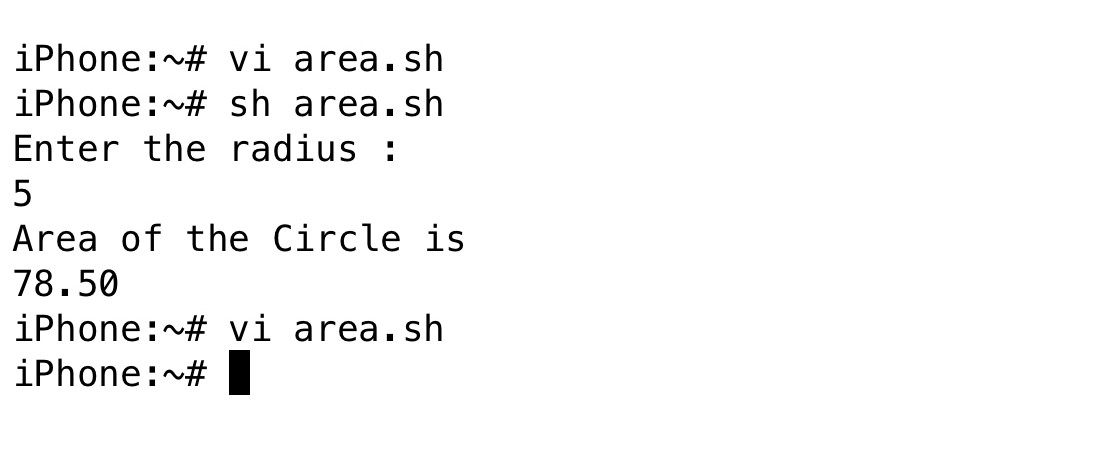 iPhone:~# vi area.sh
iPhone:~# sh area.sh
Enter the radius :
5
Area of the Circle is
78.50
iPhone:~# vi area.sh
iPhone:~#